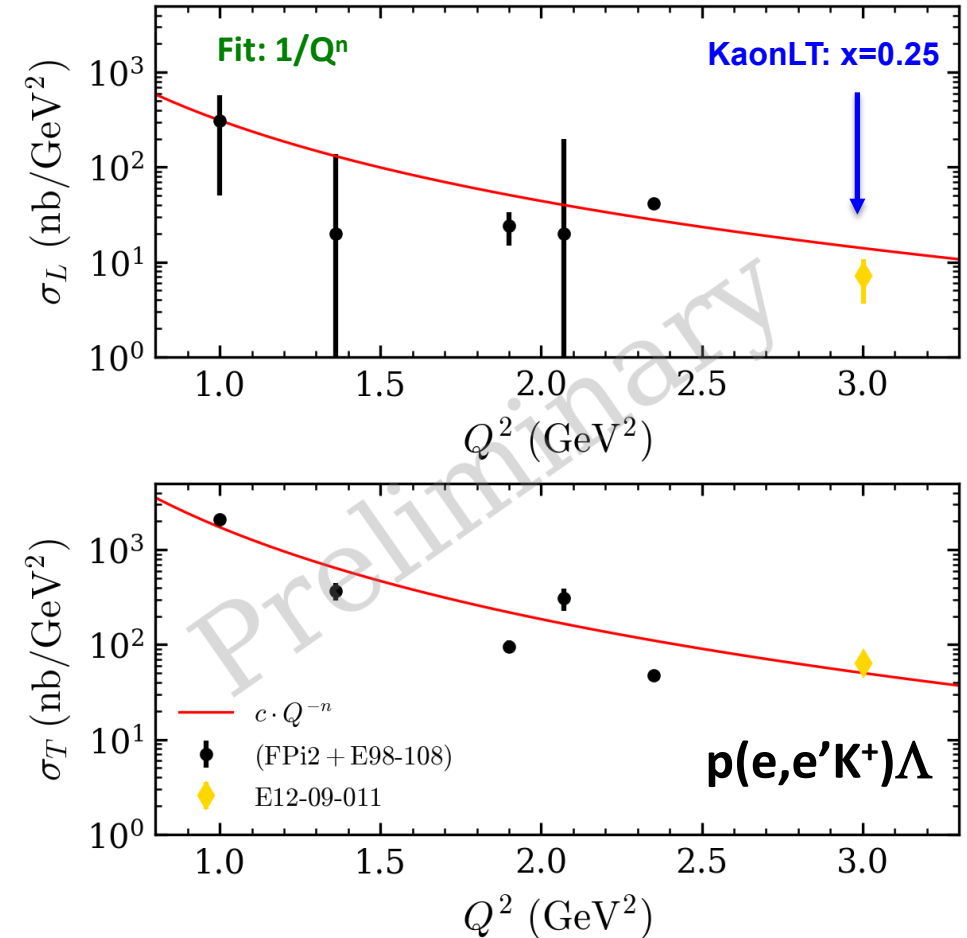 Fit: 1/Qⁿ
KaonLT: x=0.25
σ_L (nb/GeV²)
10³
10²
10¹
10⁰
1.0 1.5 2.0 2.5 3.0
Q² (GeV²)
Preliminary
σ_T (nb/GeV²)
10³
10²
10¹
10⁰
c · Q⁻ⁿ
(FPi2 + E98-108)
E12-09-011
p(e,e’K⁺)Λ
1.0 1.5 2.0 2.5 3.0
Q² (GeV²)